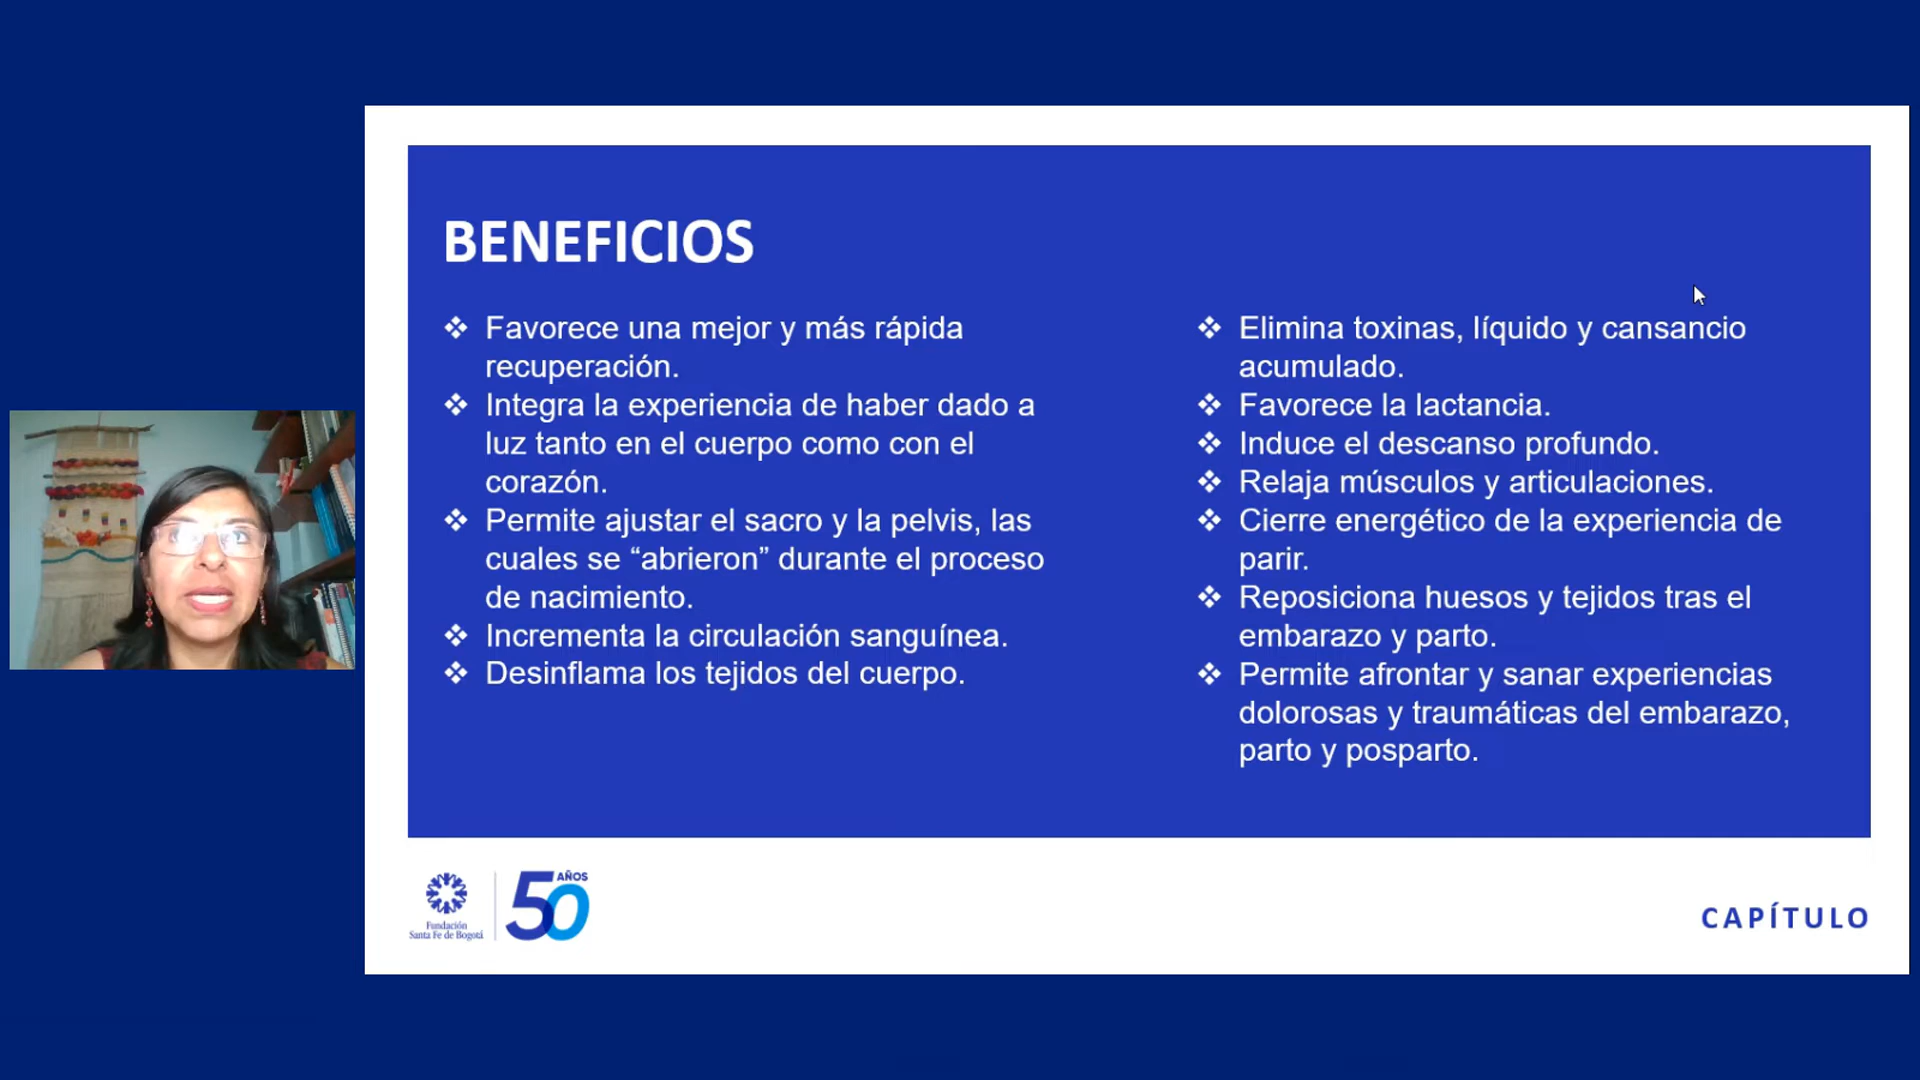 BENEFICIOS
❖ Favorece una mejor y más rápida
recuperación.
❖ Integra la experiencia de haber dado a
luz tanto en el cuerpo como con el
corazón.
❖ Permite ajustar el sacro y la pelvis, las
cuales se “abrieron” durante el proceso
de nacimiento.
❖ Incrementa la circulación sanguínea.
❖ Desinflama los tejidos del cuerpo.
❖ Elimina toxinas, líquido y cansancio
acumulado.
❖ Favorece la lactancia.
❖ Induce el descanso profundo.
❖ Relaja músculos y articulaciones.
❖ Cierre energético de la experiencia de
parir.
❖ Reposiciona huesos y tejidos tras el
embarazo y parto.
❖ Permite afrontar y sanar experiencias
dolorosas y traumáticas del embarazo,
parto y posparto.
Fundación
Santa Fe de Bogotá
50 AÑOS
CAPÍTULO